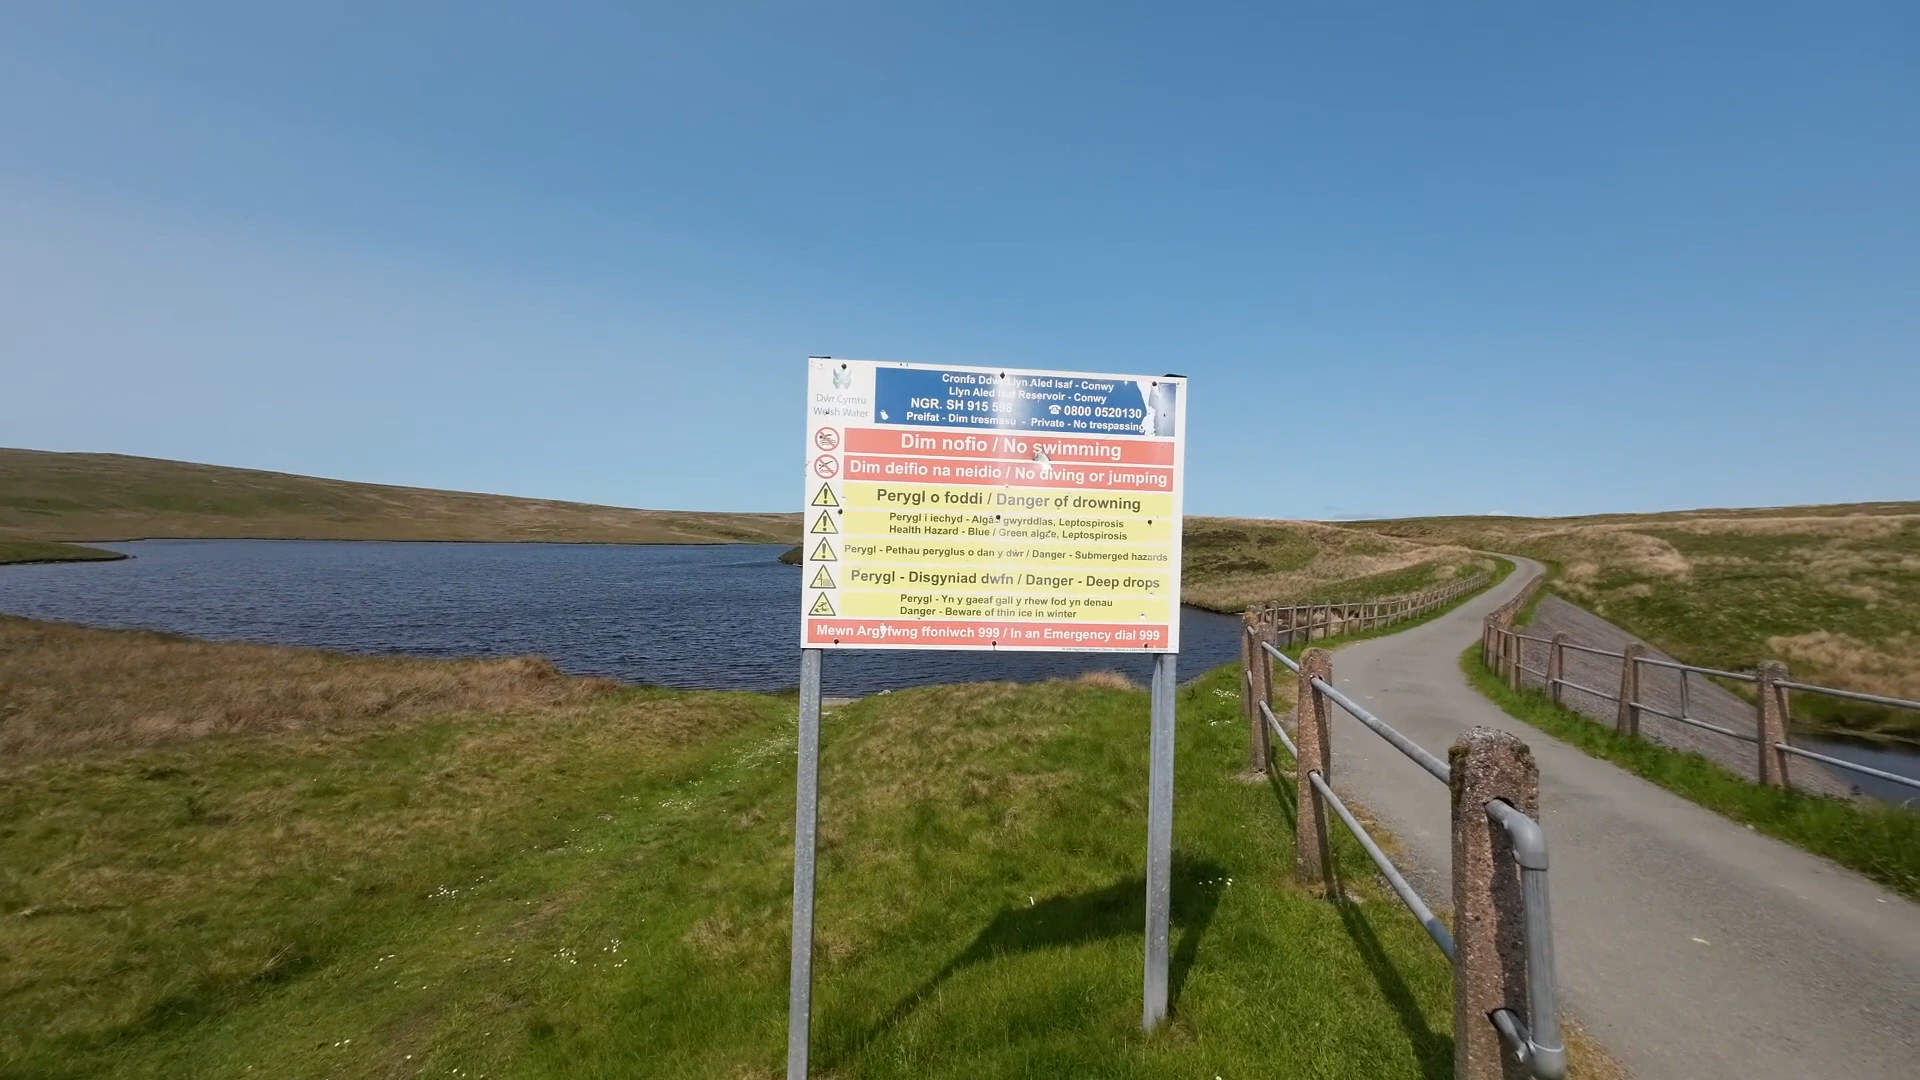 Dŵr Cymru
Welsh Water
Cronfa Ddŵr Llyn Aled Isaf - Conwy
Llyn Aled Isaf Reservoir - Conwy
NGR. SH 915 598
☎ 0800 0520130
Preifat - Dim tresmasu - Private - No trespassing
Dim nofio / No swimming
Dim deifio na neidio / No diving or jumping
Perygl o foddi / Danger of drowning
Perygl i iechyd - Algâu gwyrddlas, Leptospirosis
Health Hazard - Blue / Green algae, Leptospirosis
Perygl - Pethau peryglus o dan y dŵr / Danger - Submerged hazards
Perygl - Disgyniad dwfn / Danger - Deep drops
Perygl - Yn y gaeaf gall y rhew fod yn denau
Danger - Beware of thin ice in winter
Mewn Argyfwng ffoniwch 999 / In an Emergency dial 999